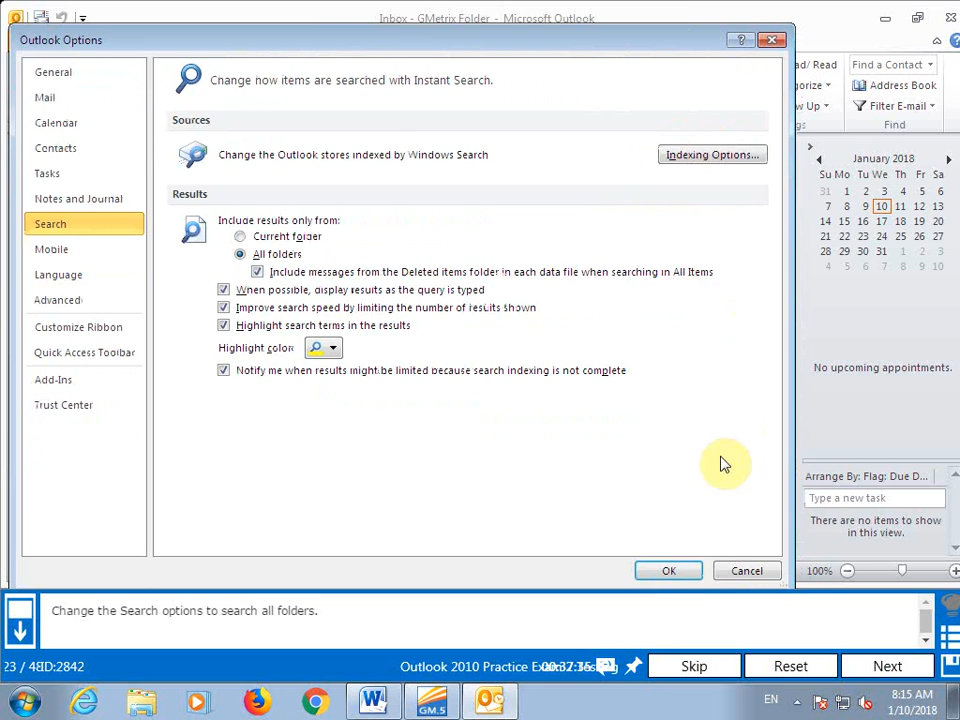 Inbox - GMetrix Folder - Microsoft Outlook
Outlook Options
General
Mail
Calendar
Contacts
Tasks
Notes and Journal
Search
Mobile
Language
Advanced
Customize Ribbon
Quick Access Toolbar
Add-Ins
Trust Center
Change how items are searched with Instant Search.
Sources
Change the Outlook stores indexed by Windows Search
Indexing Options...
Results
Include results only from:
Current folder
All folders
Include messages from the Deleted items folder in each data file when searching in All Items
When possible, display results as the query is typed
Improve search speed by limiting the number of results shown
Highlight search terms in the results
Highlight color:
Notify me when results might be limited because search indexing is not complete
OK
Cancel
ad/ Read
Find a Contact
orize
Address Book
w Up
Filter E-mail
gs
Find
January 2018
Su Mo Tu We Th Fr Sa
31 1 2 3 4 5 6
7 8 9 10 11 12 13
14 15 16 17 18 19 20
21 22 23 24 25 26 27
28 29 30 31 1 2 3
4 5 6 7 8 9 10
No upcoming appointments.
Arrange By: Flag: Due D...
Type a new task
There are no items to show
in this view.
100%
Change the Search options to search all folders.
23 / 48 ID:2842
Outlook 2010 Practice
Skip
Reset
Next
W
GM.5
EN
8:15 AM
1/10/2018